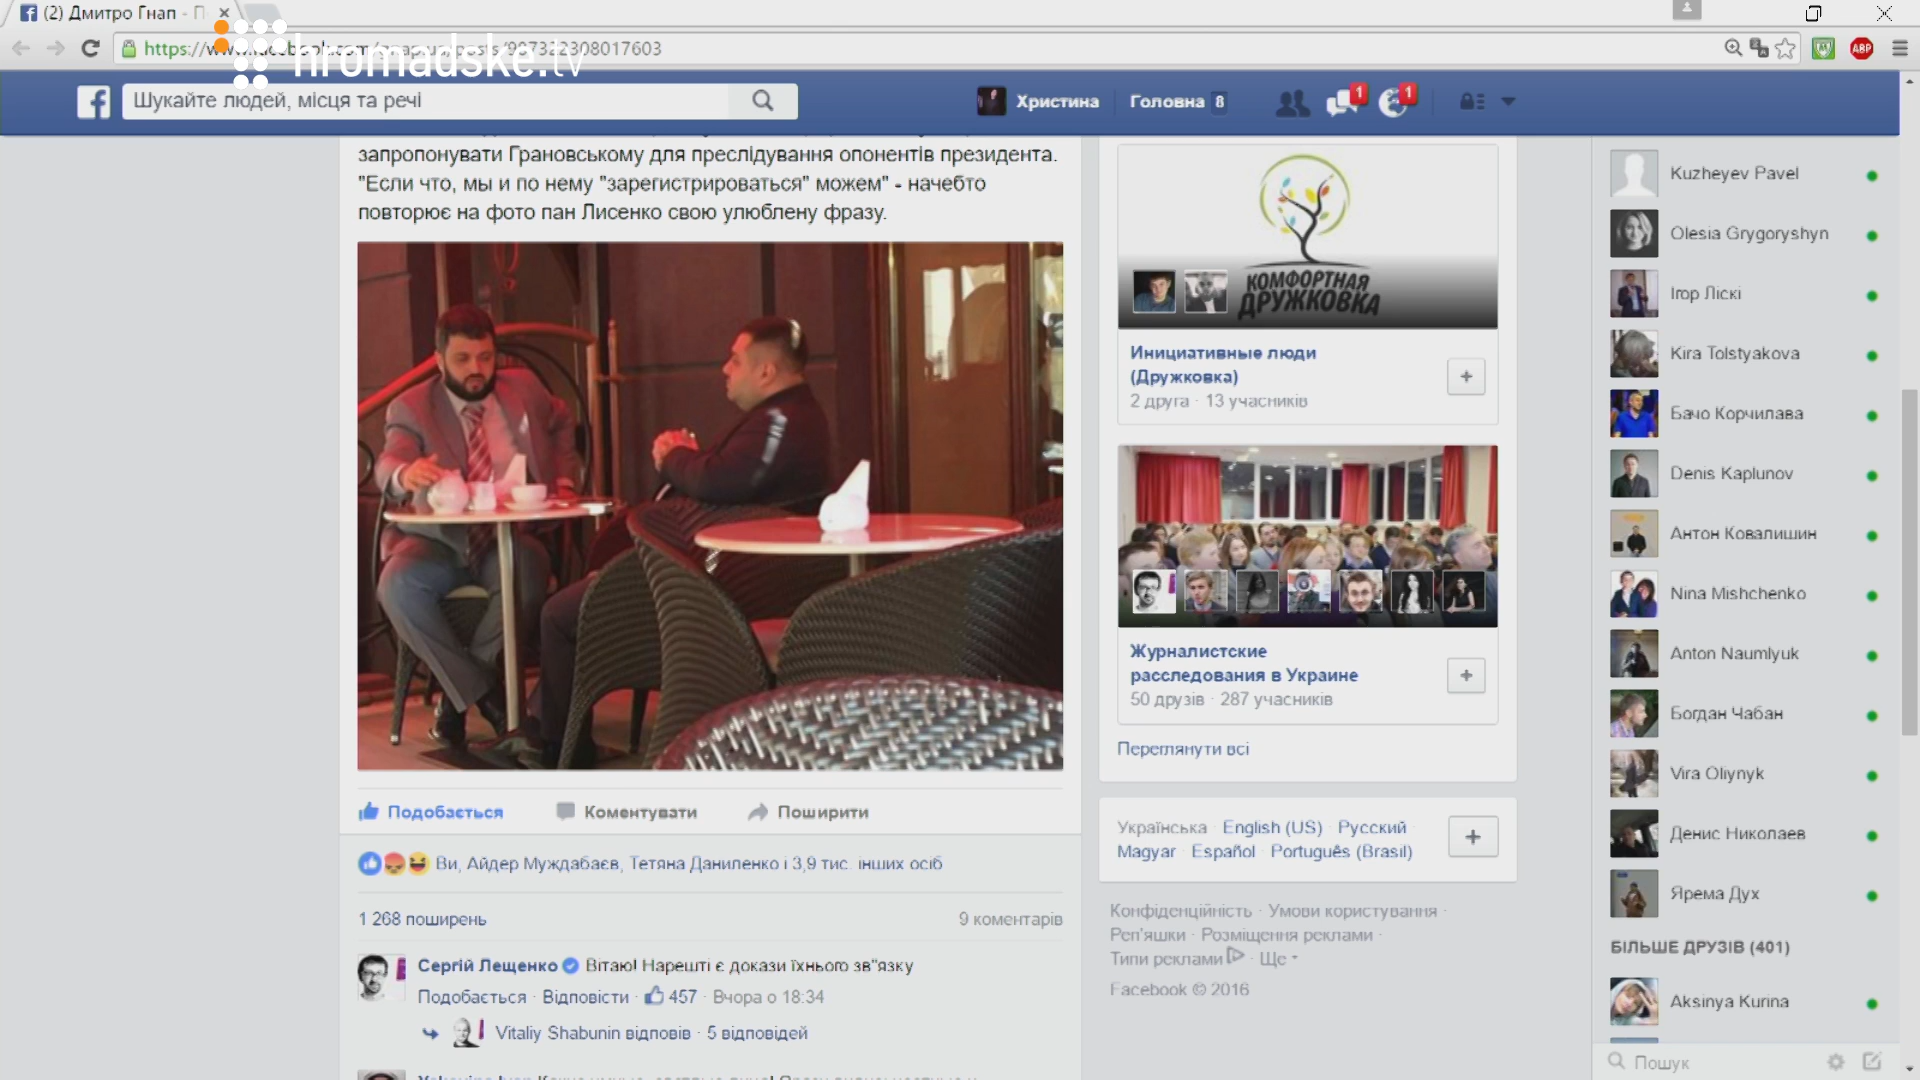 (2) Дмитро Гнап - П
hromadske.tv
Шукайте людей, місця та речі
Христина
Головна 8
1
1
запропонувати Грановському для преслідування опонентів президента.
"Если что, мы и по нему "зарегистрироваться" можем" - начебто
повторює на фото пан Лисенко свою улюблену фразу.
Подобається
Коментувати
Поширити
Ви, Айдер Муждабаєв, Тетяна Даниленко і 3,9 тис. інших осіб
1 268 поширень
9 коментарів
Сергій Лещенко Вітаю! Нарешті є докази їхнього зв"язку
Подобається · Відповісти · 457 · Вчора о 18:34
Vitaliy Shabunin відповів · 5 відповідей
КОМФОРТНАЯ
ДРУЖКОВКА
Инициативные люди
(Дружковка)
2 друга · 13 учасників
+
Журналистские
расследования в Украине
50 друзів · 287 учасників
+
Переглянути всі
Українська · English (US) · Русский ·
Magyar · Español · Português (Brasil)
+
Конфіденційність · Умови користування ·
Реп'яшки · Розміщення реклами ·
Типи реклами · Ще
Facebook © 2016
Kuzheyev Pavel
Olesia Grygoryshyn
Ігор Ліскі
Kira Tolstyakova
Бачо Корчилава
Denis Kaplunov
Антон Ковалишин
Nina Mishchenko
Anton Naumlyuk
Богдан Чабан
Vira Oliynyk
Денис Николаев
Ярема Дух
БІЛЬШЕ ДРУЗІВ (401)
Aksinya Kurina
Пошук
ABP